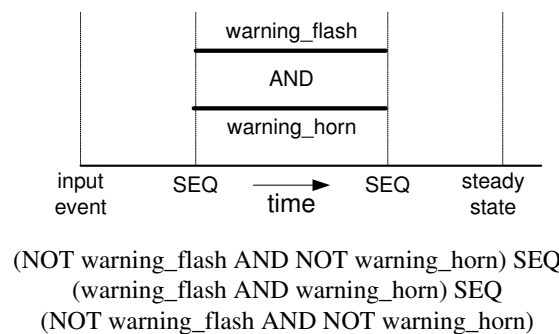 warning_flash
AND
warning_horn
input event
SEQ
SEQ
steady state
time
(NOT warning_flash AND NOT warning_horn) SEQ
(warning_flash AND warning_horn) SEQ
(NOT warning_flash AND NOT warning_horn)